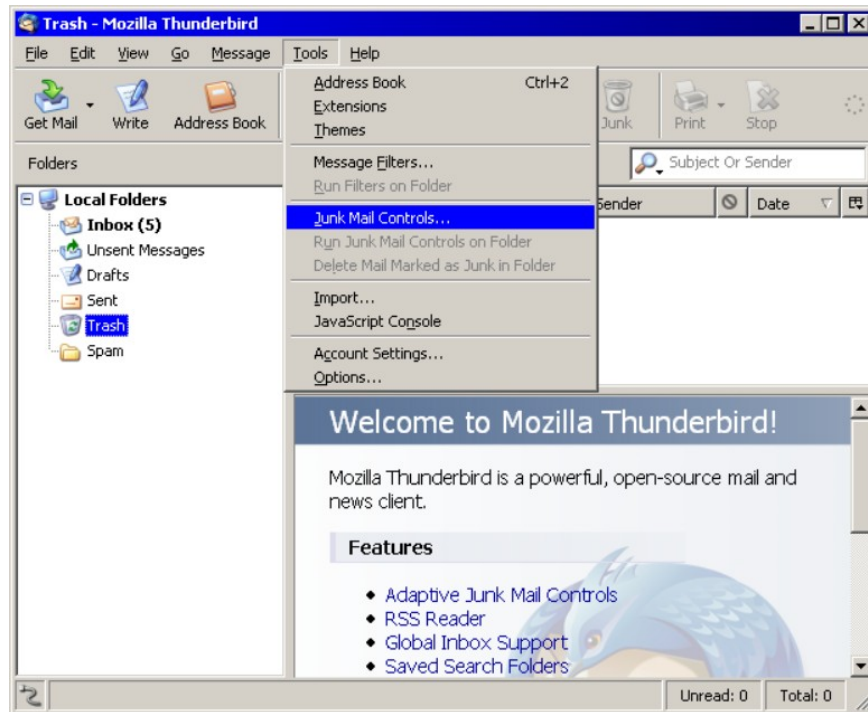 Trash - Mozilla Thunderbird
File Edit View Go Message Tools Help
Get Mail Write Address Book Junk Print Stop
Address Book Ctrl+2
Extensions
Themes
Message Filters...
Run Filters on Folder
Junk Mail Controls...
Run Junk Mail Controls on Folder
Delete Mail Marked as Junk in Folder
Import...
JavaScript Console
Account Settings...
Options...
Folders
Subject Or Sender
Local Folders
Inbox (5)
Unsent Messages
Drafts
Sent
Trash
Spam
Sender Date
Welcome to Mozilla Thunderbird!
Mozilla Thunderbird is a powerful, open-source mail and
news client.
Features
Adaptive Junk Mail Controls
RSS Reader
Global Inbox Support
Saved Search Folders
Unread: 0 Total: 0